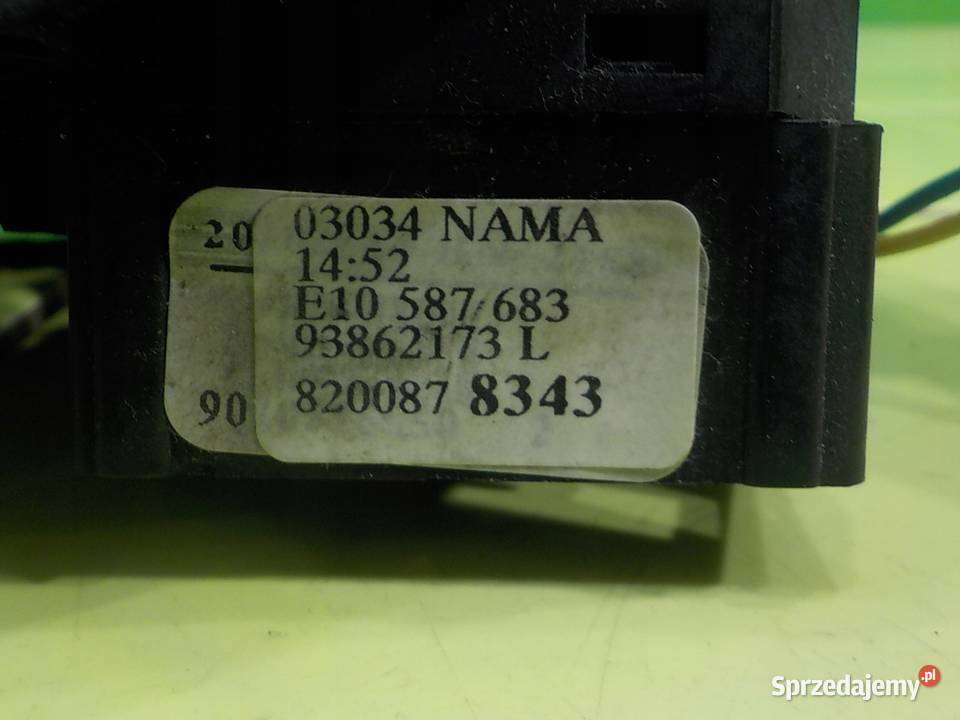 20
03034 NAMA
14:52
E10 587/683
93862173 L
90
820087 8343
Sprzedajemy.pl